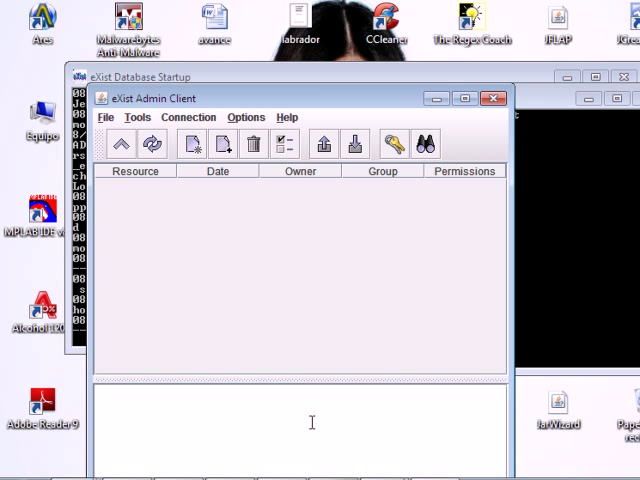 Ares
Malwarebytes
Anti-Malware
avance
labrador
CCleaner
The Regex Coach
JFLAP
eXist Database Startup
eXist Admin Client
File Tools Connection Options Help
Resource Date Owner Group Permissions
Equipo
MPLAB IDE
Alcohol 120
Adobe Reader 9
JarWizard